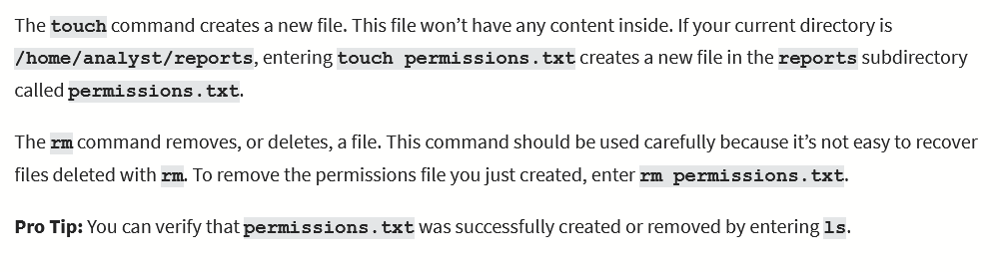 The touch command creates a new file. This file won’t have any content inside. If your current directory is
/home/analyst/reports, entering touch permissions.txt creates a new file in the reports subdirectory
called permissions.txt.
The rm command removes, or deletes, a file. This command should be used carefully because it’s not easy to recover
files deleted with rm. To remove the permissions file you just created, enter rm permissions.txt.
Pro Tip: You can verify that permissions.txt was successfully created or removed by entering ls.